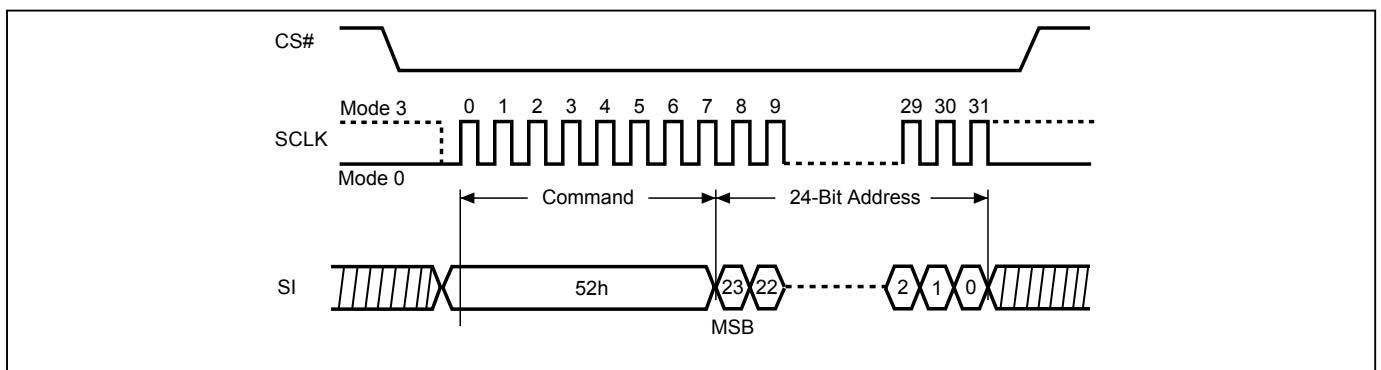 CS#
Mode 3
0 1 2 3 4 5 6 7 8 9 29 30 31
SCLK
Mode 0
Command 24-Bit Address
SI 52h 23 22 2 1 0
MSB